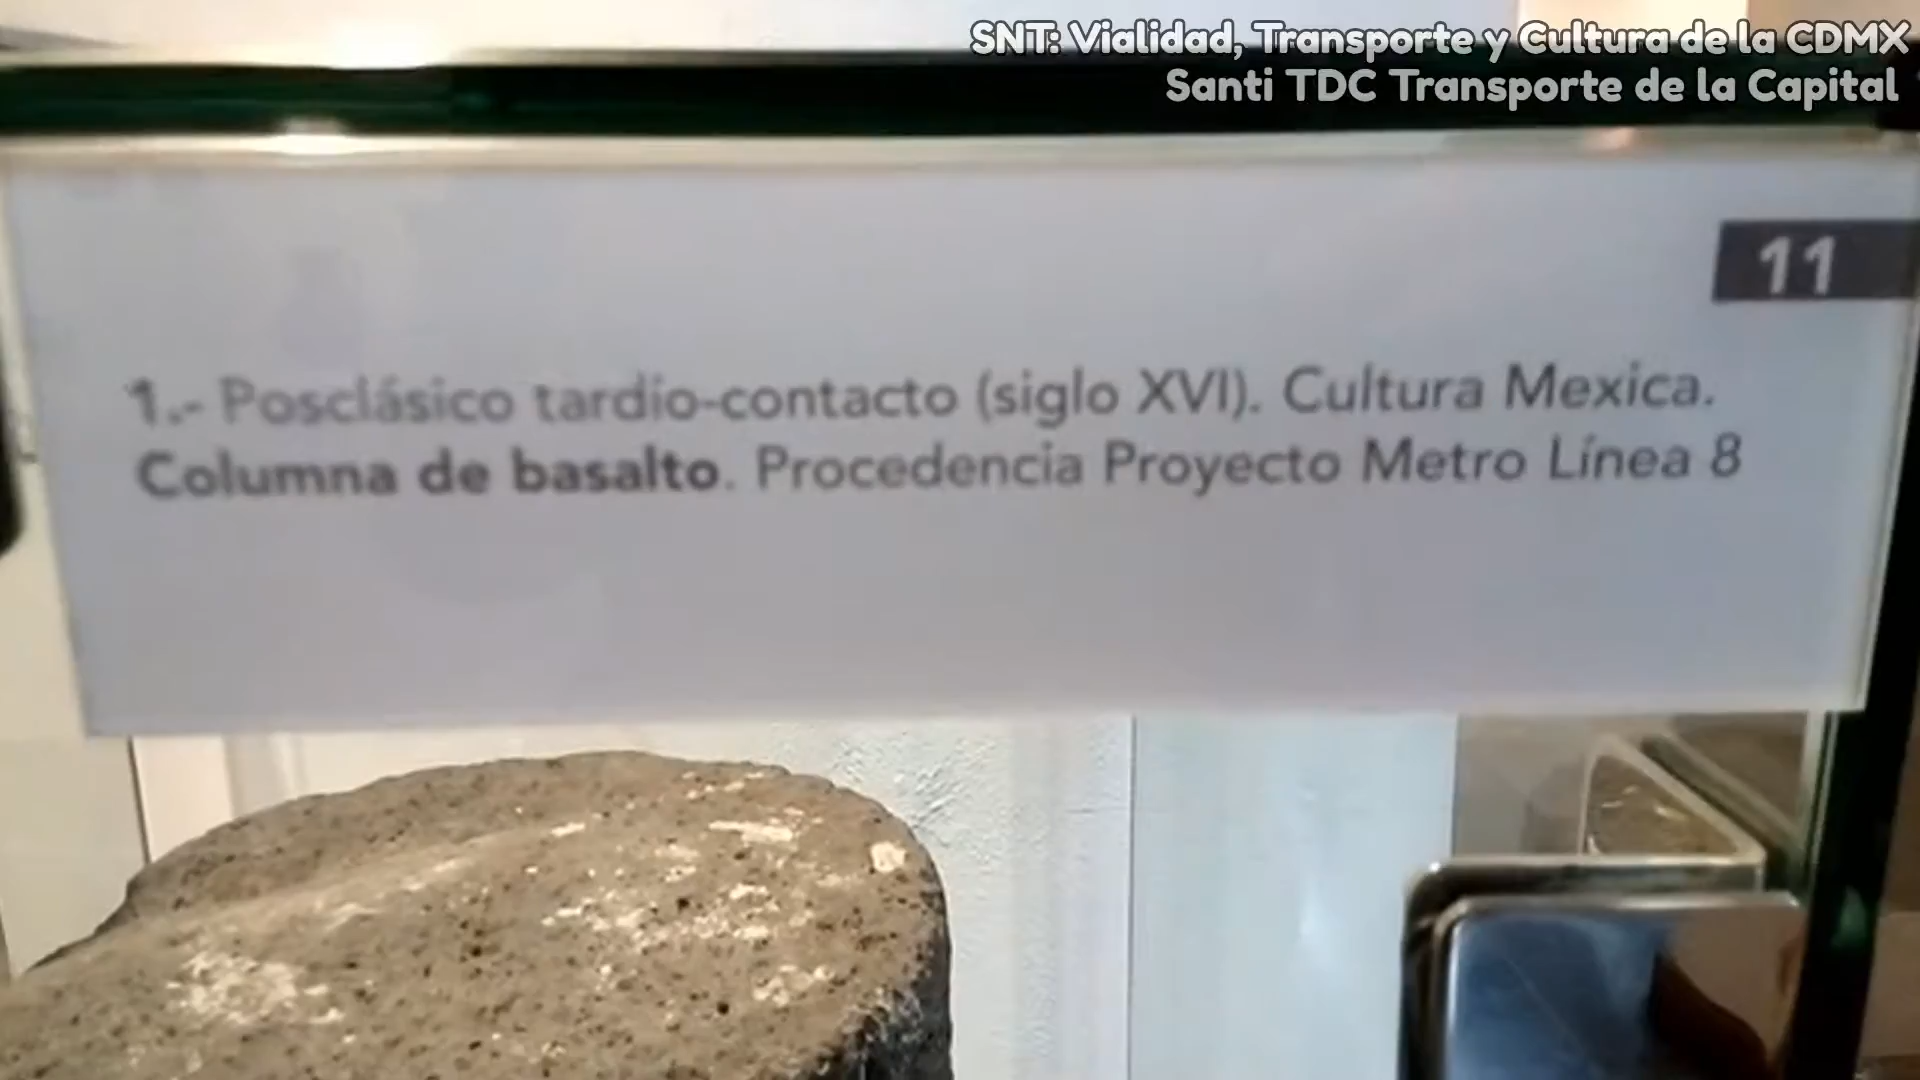 SNT: Vialidad, Transporte y Cultura de la CDMX
Santi TDC Transporte de la Capital
11
1.- Posclásico tardío-contacto (siglo XVI). Cultura Mexica.
Columna de basalto. Procedencia Proyecto Metro Línea 8